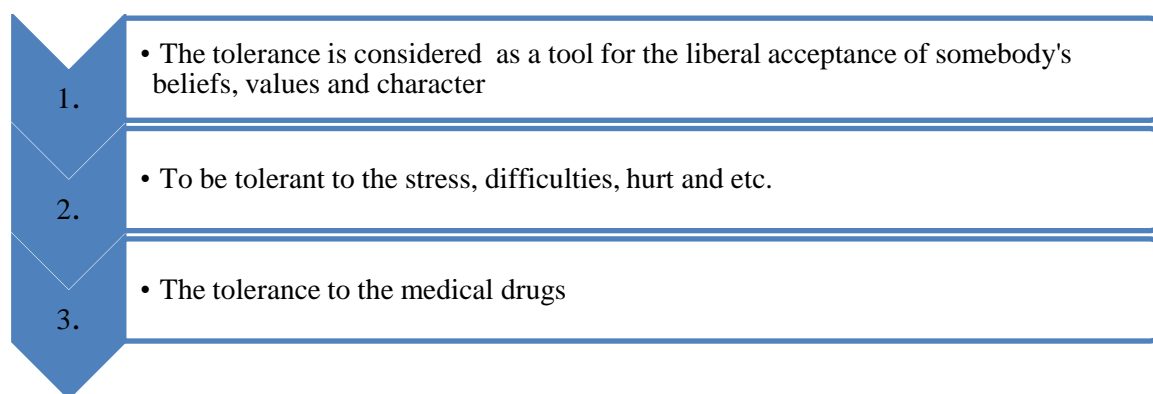 1.
• The tolerance is considered  as a tool for the liberal acceptance of somebody's
beliefs, values and character
2.
• To be tolerant to the stress, difficulties, hurt and etc.
3.
• The tolerance to the medical drugs